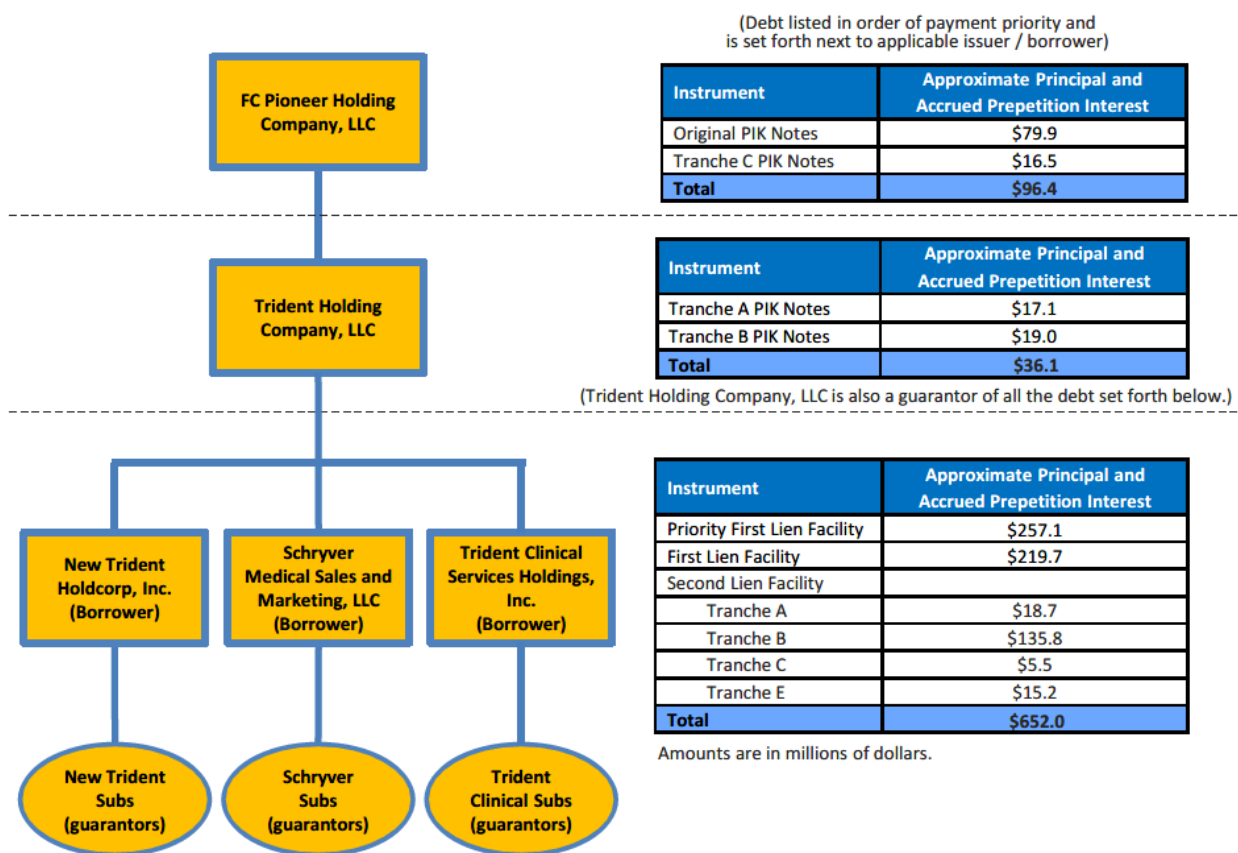 (Debt listed in order of payment priority and
is set forth next to applicable issuer / borrower)
FC Pioneer Holding
Company, LLC
Instrument
Approximate Principal and
Accrued Prepetition Interest
Original PIK Notes $79.9
Tranche C PIK Notes $16.5
Total $96.4
Trident Holding
Company, LLC
Instrument
Approximate Principal and
Accrued Prepetition Interest
Tranche A PIK Notes $17.1
Tranche B PIK Notes $19.0
Total $36.1
(Trident Holding Company, LLC is also a guarantor of all the debt set forth below.)
New Trident
Holdcorp, Inc.
(Borrower)
Schryver
Medical Sales and
Marketing, LLC
(Borrower)
Trident Clinical
Services Holdings,
Inc.
(Borrower)
Instrument
Approximate Principal and
Accrued Prepetition Interest
Priority First Lien Facility $257.1
First Lien Facility $219.7
Second Lien Facility
Tranche A $18.7
Tranche B $135.8
Tranche C $5.5
Tranche E $15.2
Total $652.0
Amounts are in millions of dollars.
New Trident
Subs
(guarantors)
Schryver
Subs
(guarantors)
Trident
Clinical Subs
(guarantors)